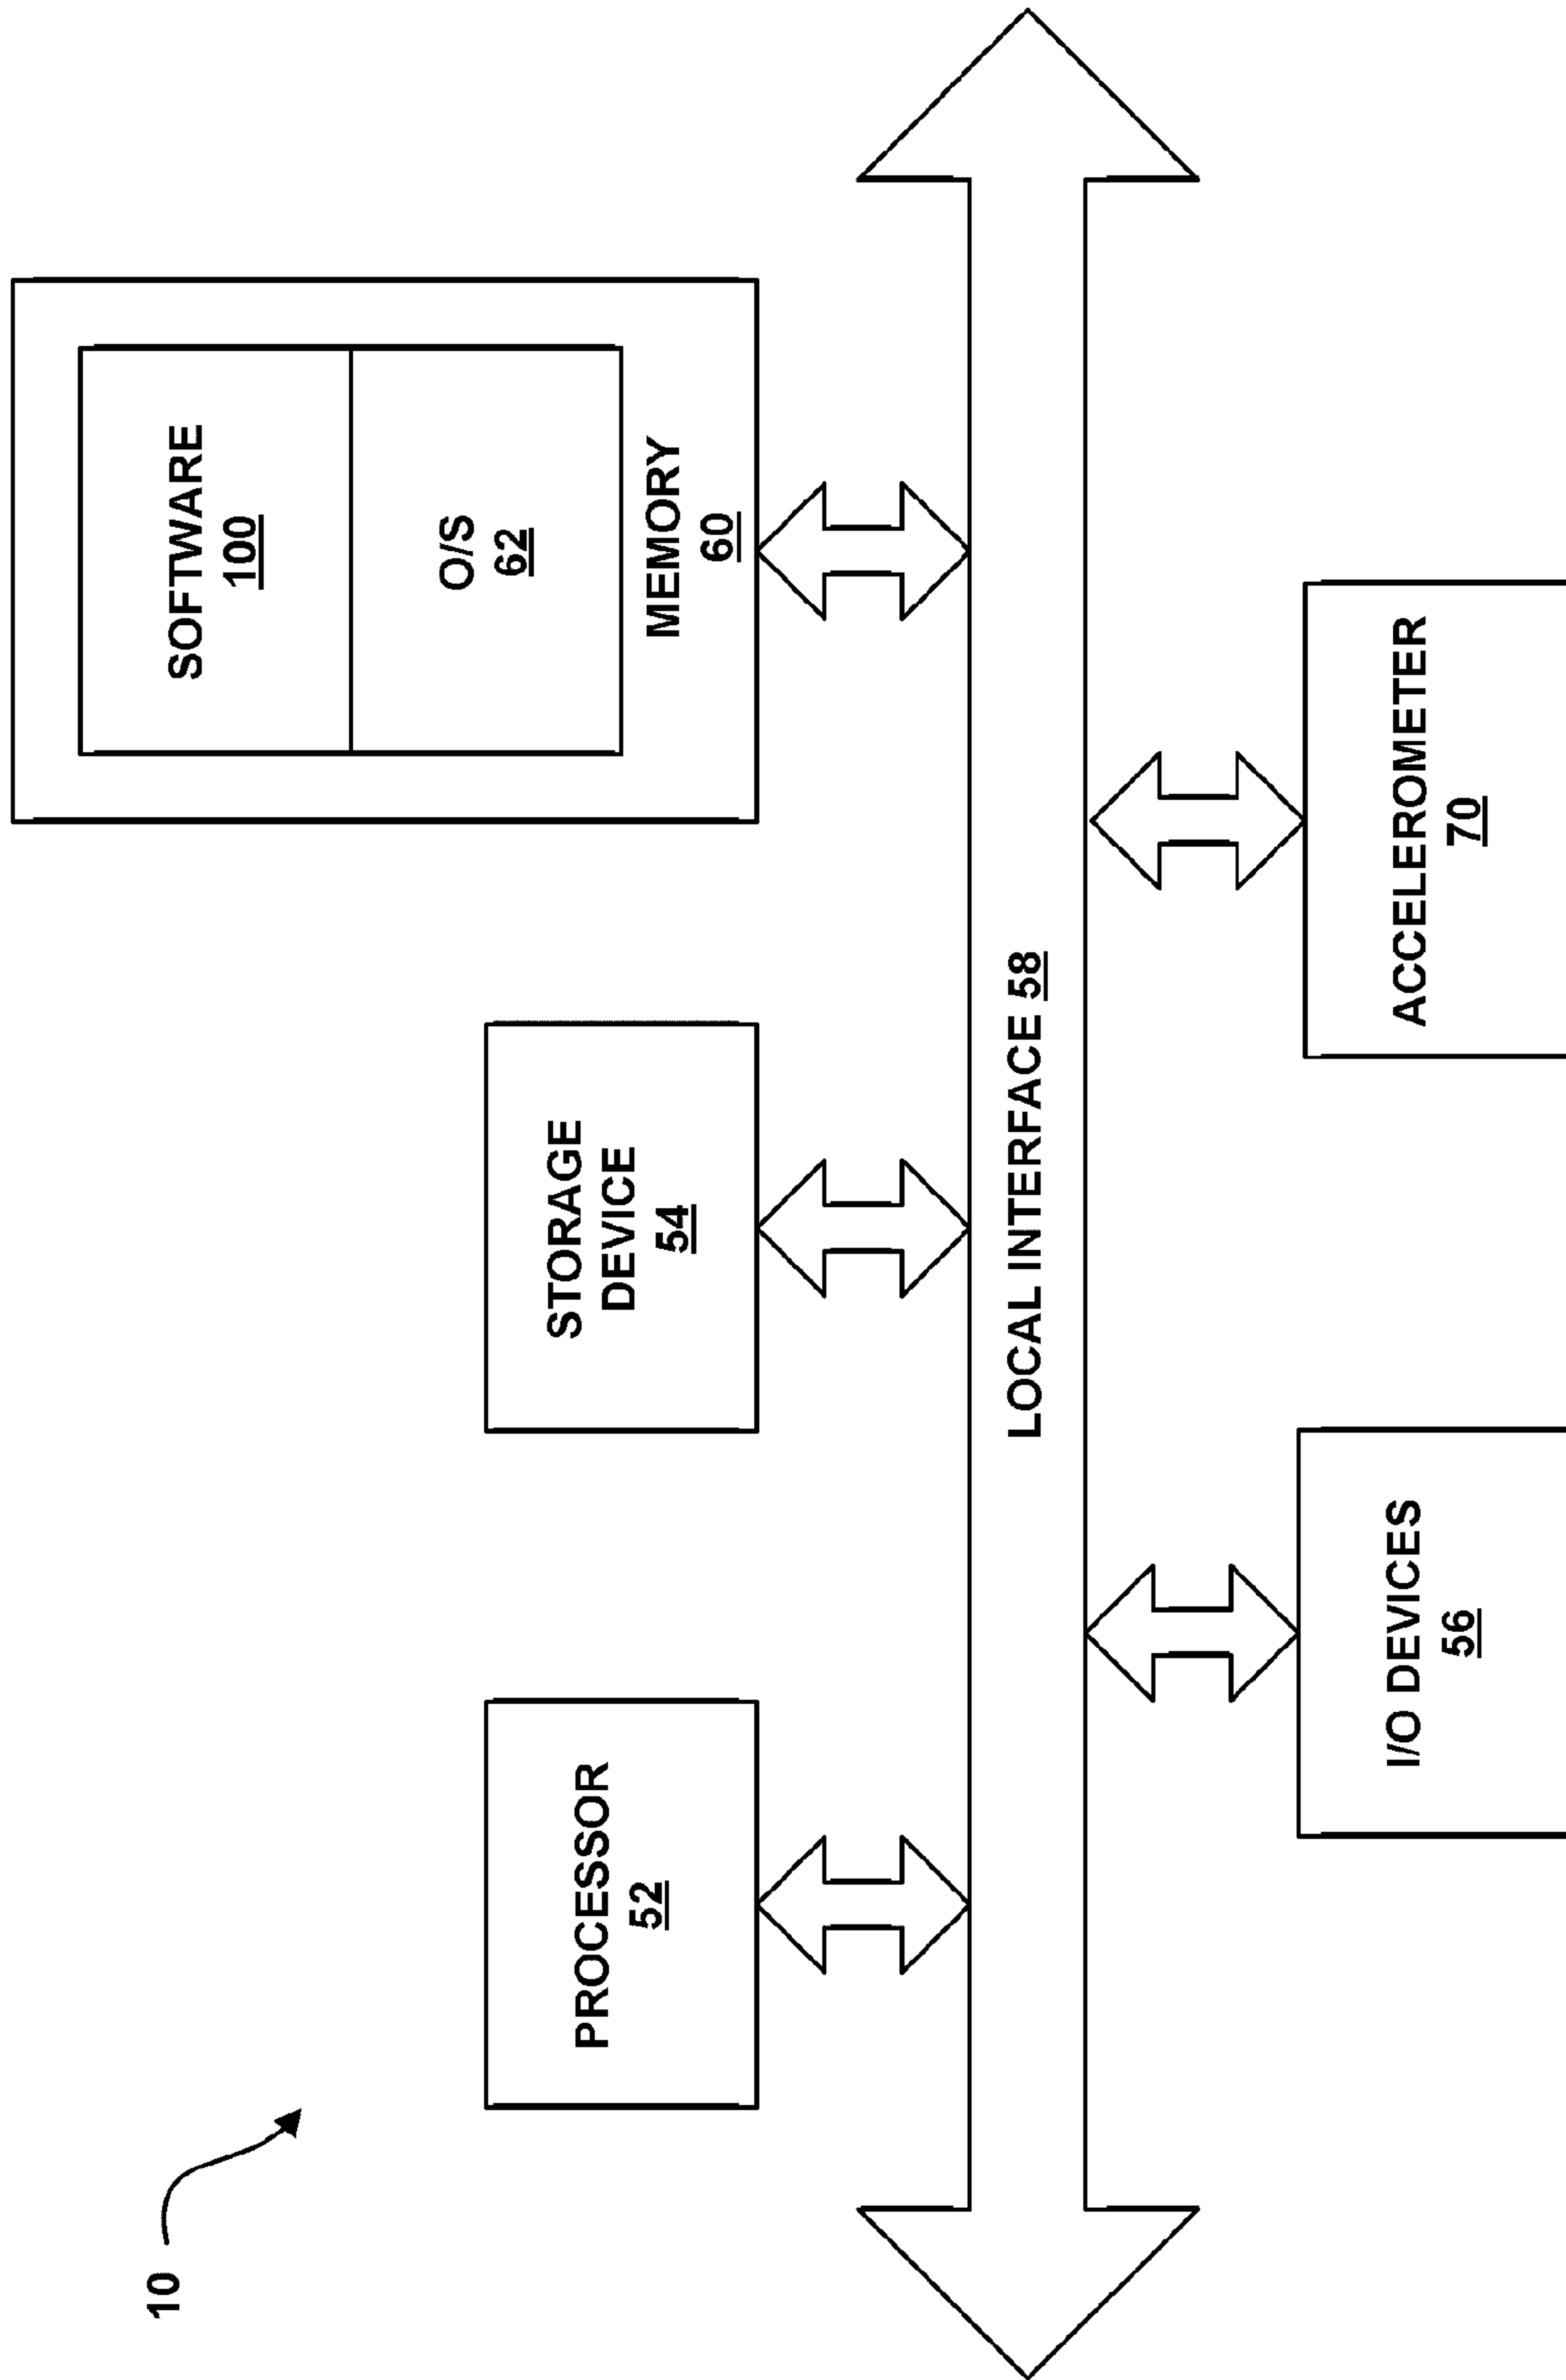 10
PROCESSOR
52
STORAGE
DEVICE
54
SOFTWARE
100
O/S
62
MEMORY
60
LOCAL INTERFACE 58
I/O DEVICES
56
ACCELEROMETER
70